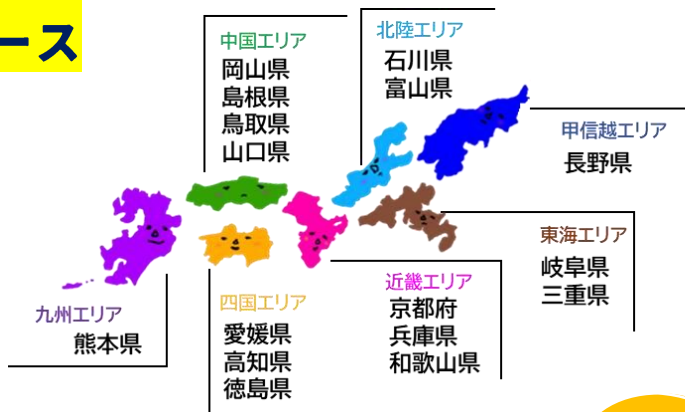 ース
中国エリア
岡山県
島根県
鳥取県
山口県
北陸エリア
石川県
富山県
甲信越エリア
長野県
東海エリア
岐阜県
三重県
近畿エリア
京都府
兵庫県
和歌山県
四国エリア
愛媛県
高知県
徳島県
九州エリア
熊本県